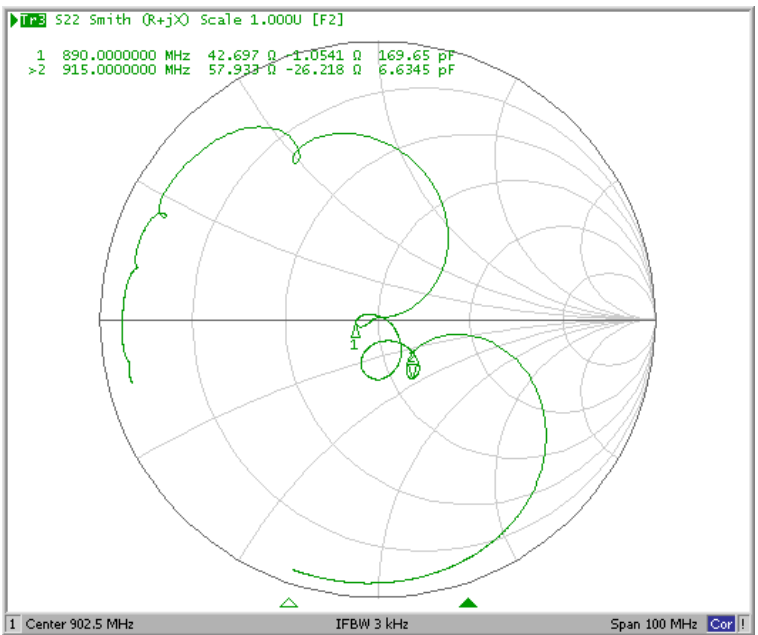 Tr3 S22 Smith (R+jX) Scale 1.000U [F2]
1 890.0000000 MHz 42.697 Ω -1.0541 Ω 169.65 pF
>2 915.0000000 MHz 57.933 Ω -26.218 Ω 6.6345 pF
1
1 Center 902.5 MHz IFBW 3 kHz Span 100 MHz Cor !